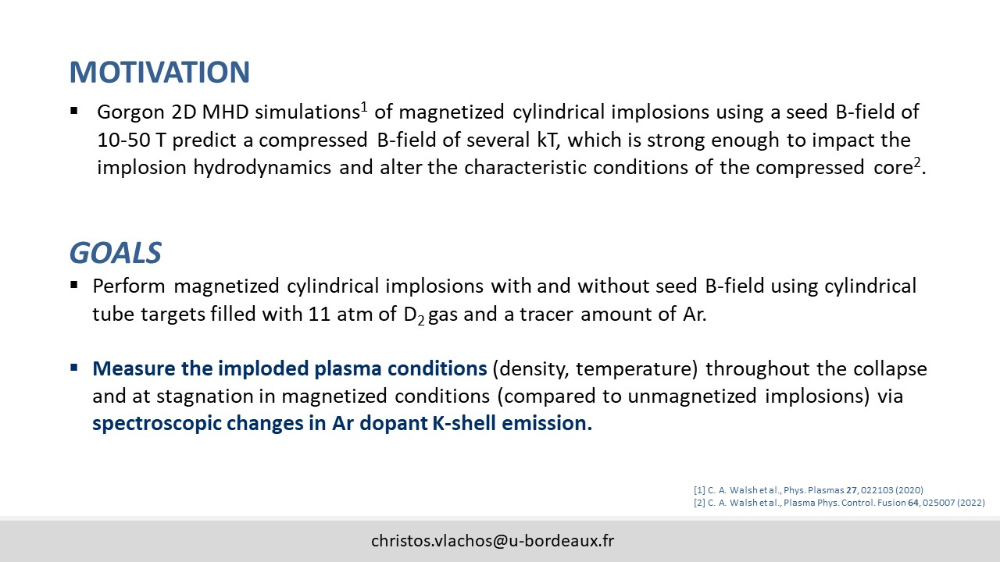 MOTIVATION
▪ Gorgon 2D MHD simulations¹ of magnetized cylindrical implosions using a seed B-field of
10-50 T predict a compressed B-field of several kT, which is strong enough to impact the
implosion hydrodynamics and alter the characteristic conditions of the compressed core².
GOALS
▪ Perform magnetized cylindrical implosions with and without seed B-field using cylindrical
tube targets filled with 11 atm of D₂ gas and a tracer amount of Ar.
▪ Measure the imploded plasma conditions (density, temperature) throughout the collapse
and at stagnation in magnetized conditions (compared to unmagnetized implosions) via
spectroscopic changes in Ar dopant K-shell emission.
[1] C. A. Walsh et al., Phys. Plasmas 27, 022103 (2020)
[2] C. A. Walsh et al., Plasma Phys. Control. Fusion 64, 025007 (2022)
christos.vlachos@u-bordeaux.fr